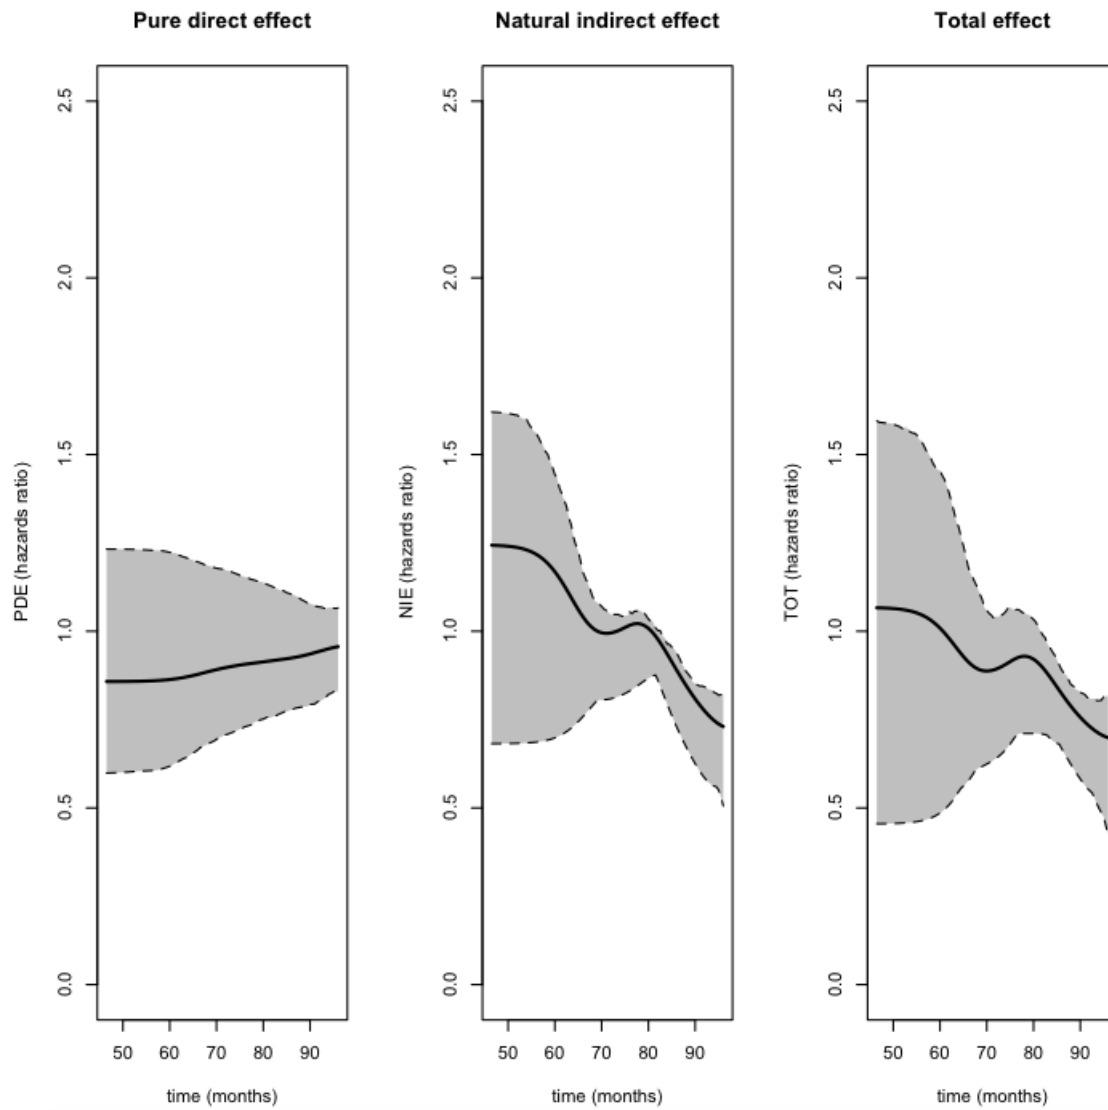 Pure direct effect
PDE (hazards ratio)
2.5
2.0
1.5
1.0
0.5
0.0
50 60 70 80 90
time (months)
Natural indirect effect
NIE (hazards ratio)
2.5
2.0
1.5
1.0
0.5
0.0
50 60 70 80 90
time (months)
Total effect
TOT (hazards ratio)
2.5
2.0
1.5
1.0
0.5
0.0
50 60 70 80 90
time (months)